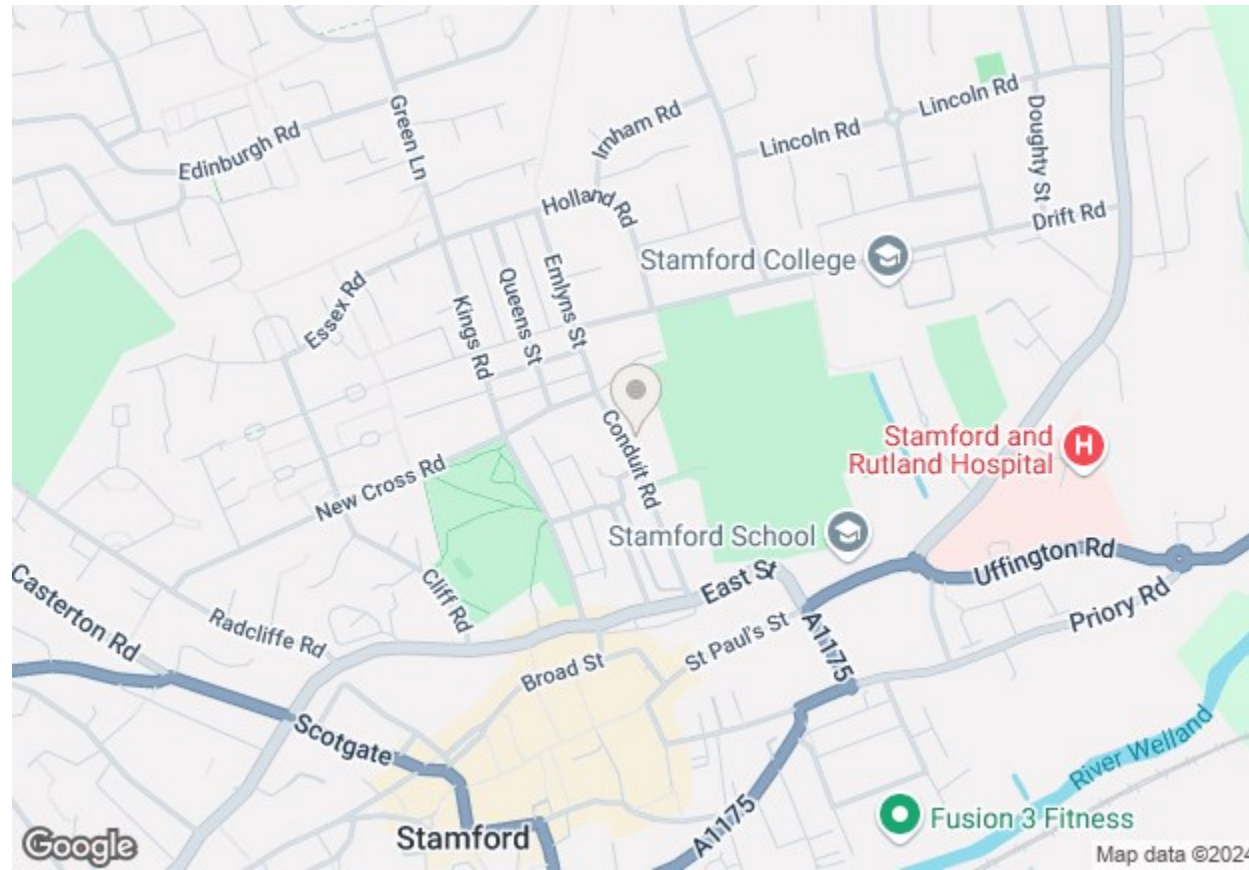 Green Ln
Edinburgh Rd
Irnham Rd
Lincoln Rd
Lincoln Rd
Doughty St
Holland Rd
Drift Rd
Stamford College
Essex Rd
Kings Rd
Queens St
Emlyns St
Conduit Rd
New Cross Rd
Stamford and
Rutland Hospital
H
Stamford School
Uffington Rd
Casterton Rd
Radcliffe Rd
Cliff Rd
East St
St Paul's St
A1175
Priory Rd
Broad St
Scotgate
River Welland
A1175
Fusion 3 Fitness
Stamford
Google
Map data ©2024